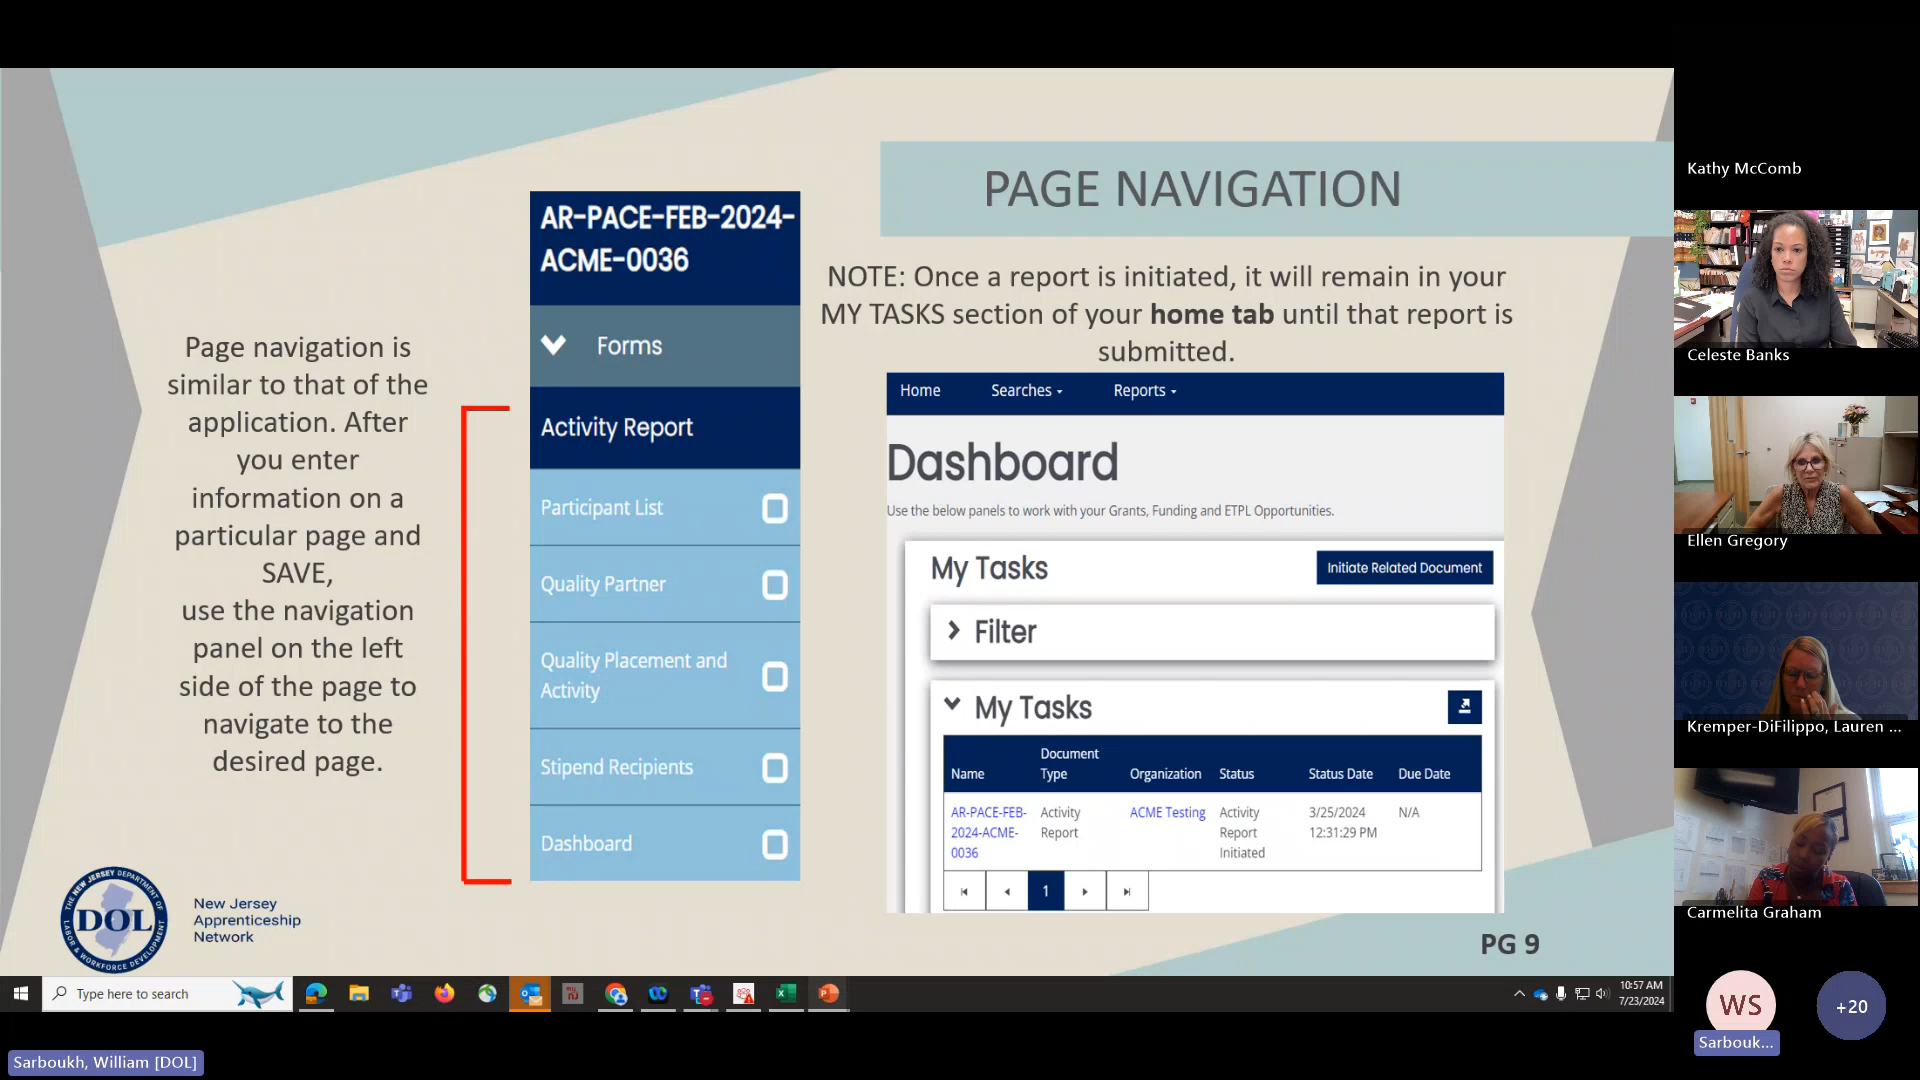 PAGE NAVIGATION
NOTE: Once a report is initiated, it will remain in your
MY TASKS section of your home tab until that report is
submitted.
Page navigation is
similar to that of the
application. After
you enter
information on a
particular page and
SAVE,
use the navigation
panel on the left
side of the page to
navigate to the
desired page.
AR-PACE-FEB-2024-
ACME-0036
Forms
Activity Report
Participant List
Quality Partner
Quality Placement and
Activity
Stipend Recipients
Dashboard
Home Searches Reports
Dashboard
Use the below panels to work with your Grants, Funding and ETPL Opportunities.
My Tasks Initiate Related Document
Filter
My Tasks
Name Document Type Organization Status Status Date Due Date
AR-PACE-FEB- Activity ACME Testing Activity 3/25/2024 N/A
2024-ACME- Report Report 12:31:29 PM
0036 Initiated
1
THE NEW JERSEY DEPARTMENT OF
DOL
LABOR & WORKFORCE DEVELOPMENT
New Jersey
Apprenticeship
Network
PG 9
Type here to search
10:57 AM
7/23/2024
Kathy McComb
Celeste Banks
Ellen Gregory
Kremper-DiFilippo, Lauren ...
Carmelita Graham
WS
+20
Sarbouk...
Sarboukh, William [DOL]